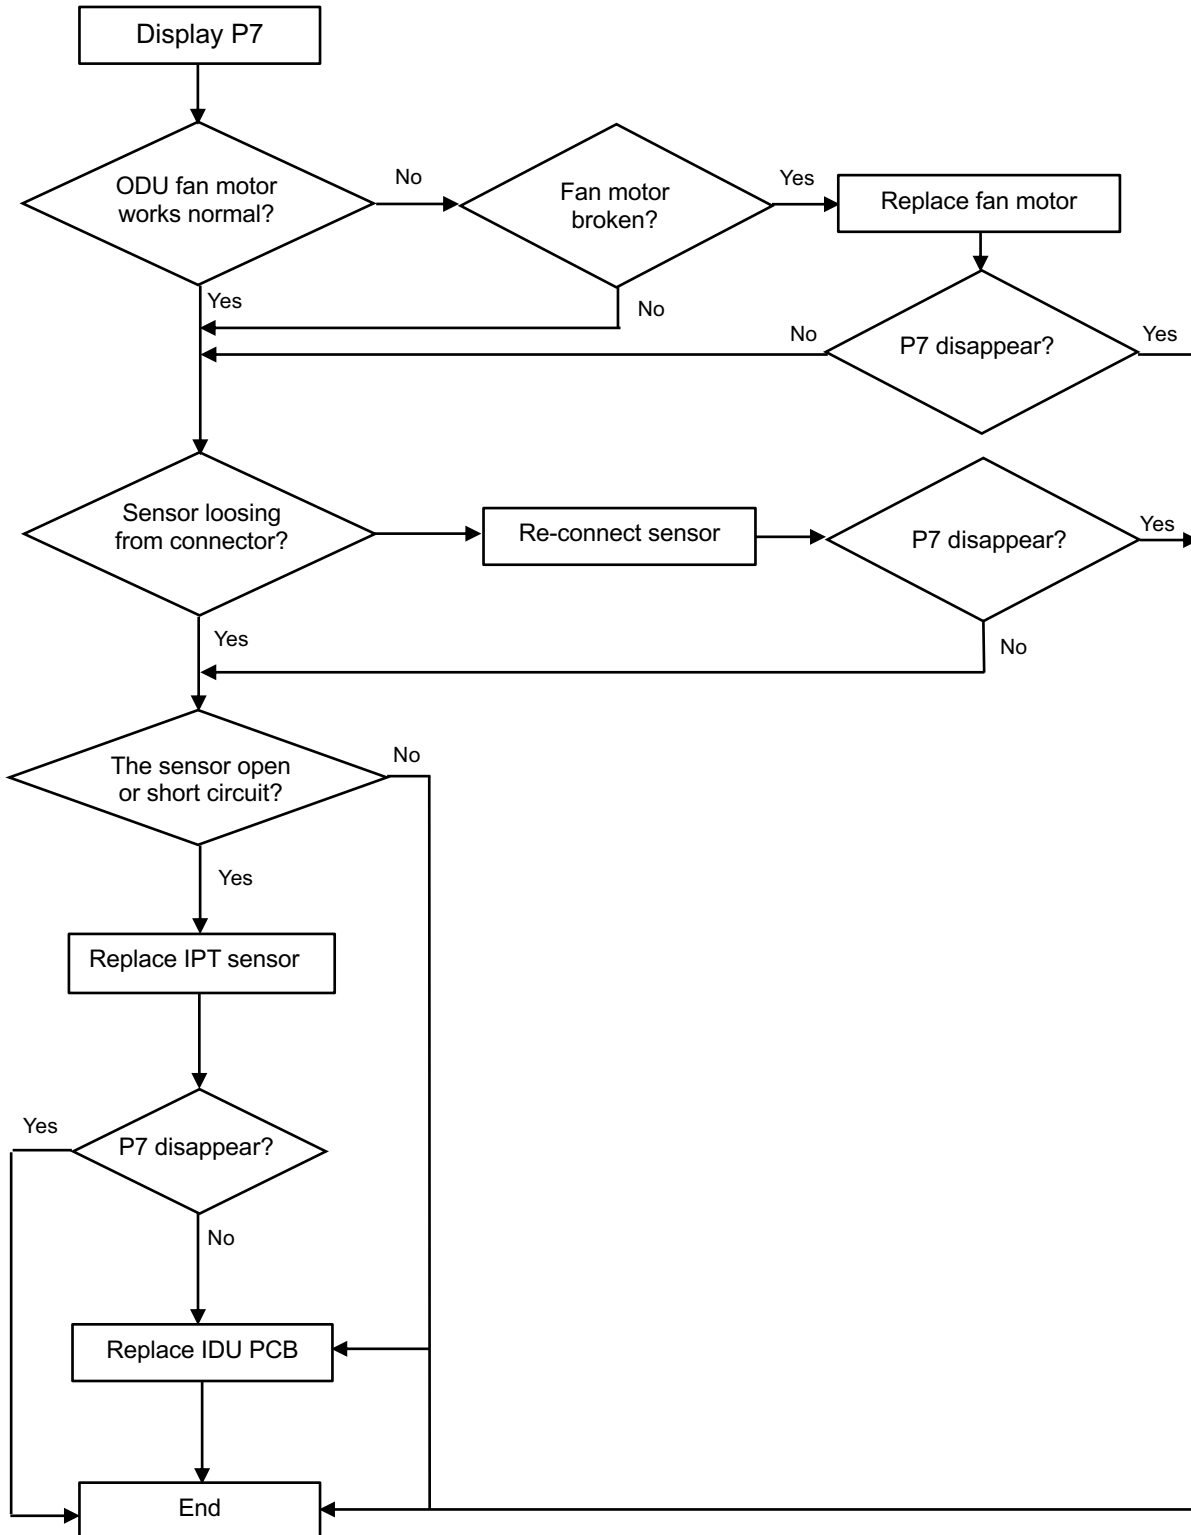 Display P7
ODU fan motor
works normal?
No
Fan motor
broken?
Yes
Replace fan motor
Yes
No
No
P7 disappear?
Yes
Sensor loosing
from connector?
Re-connect sensor
P7 disappear?
Yes
Yes
No
The sensor open
or short circuit?
No
Yes
Replace IPT sensor
Yes
P7 disappear?
No
Replace IDU PCB
End